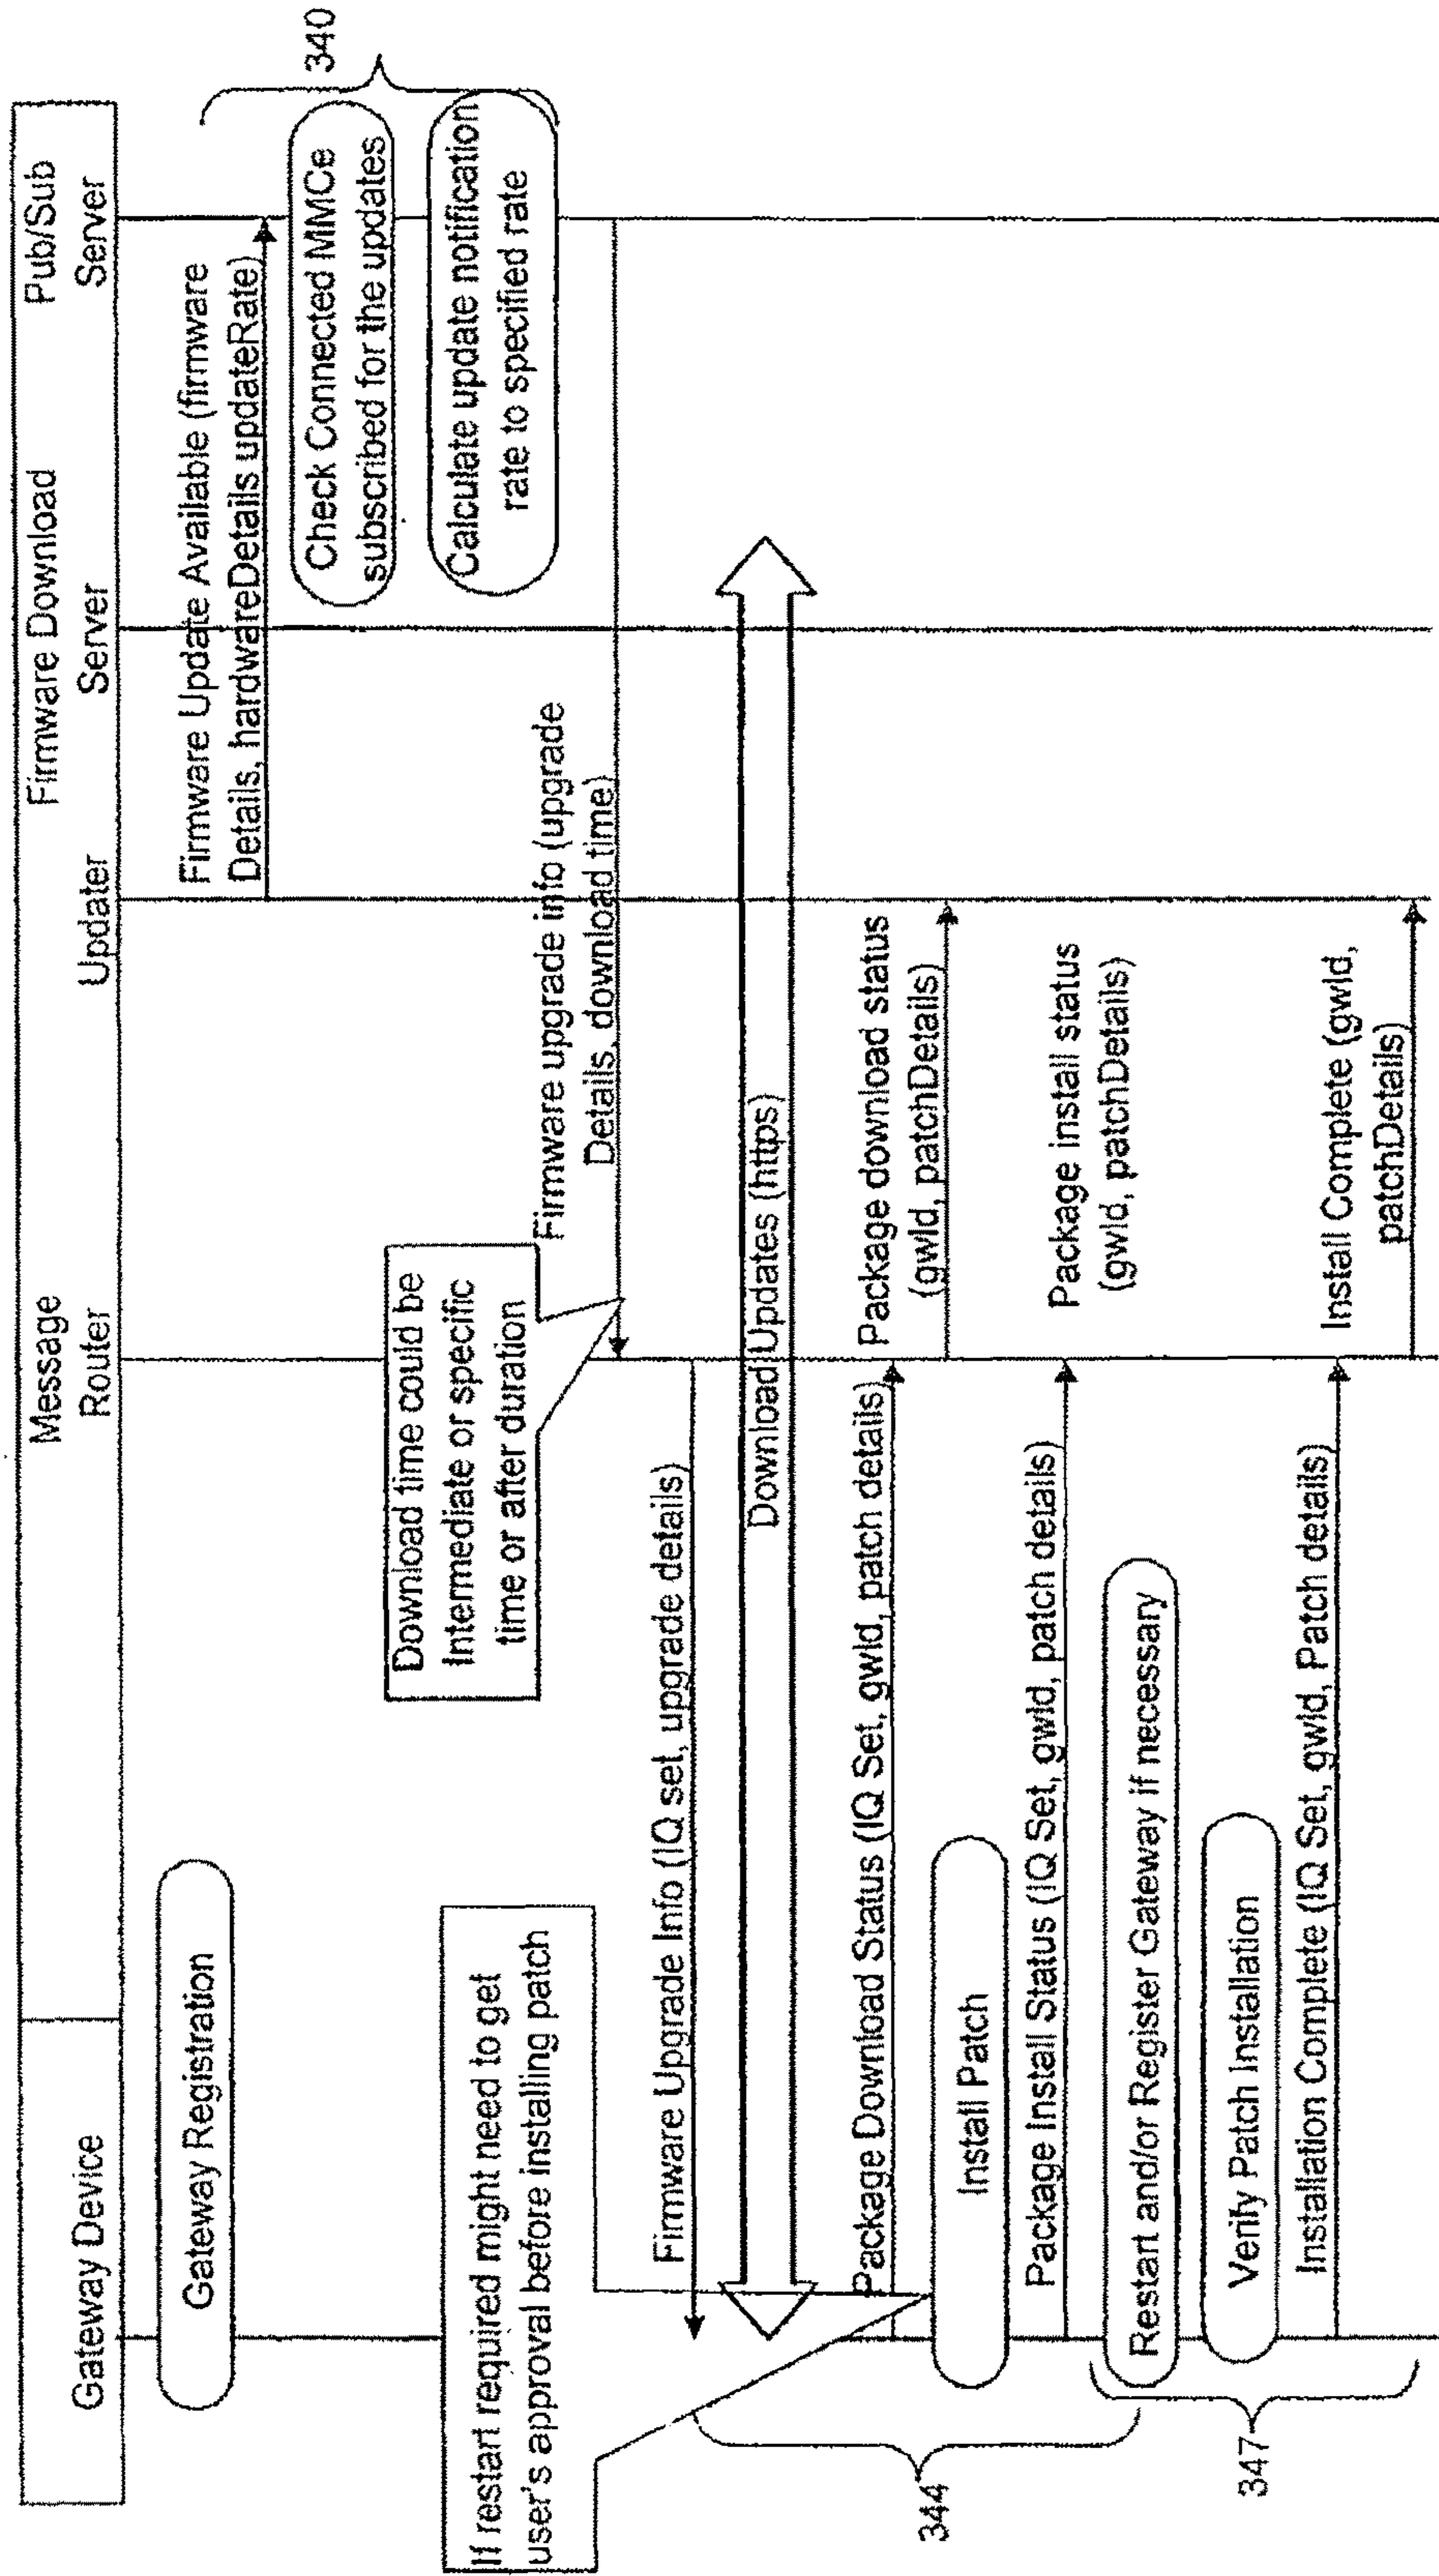 Gateway Device
Message
Router
Updater
Firmware Download
Server
Pub/Sub
Server
Gateway Registration
Firmware Update Available (firmware
Details, hardwareDetails updateRate)
340
Check Connected MMCe
subscribed for the updates
Calculate update notification
rate to specified rate
Download time could be
Intermediate or specific
time or after duration
If restart required might need to get
user's approval before installing patch
Firmware upgrade info (upgrade
Details, download time)
Firmware Upgrade Info (IQ set, upgrade details)
Download Updates (https)
Package Download Status (IQ Set, gwId, patch details)
Package download status
(gwId, patchDetails)
Install Patch
344
Package Install Status (IQ Set, gwId, patch details)
Package install status
(gwId, patchDetails)
Restart and/or Register Gateway if necessary
Verify Patch Installation
347
Installation Complete (IQ Set, gwId, Patch details)
Install Complete (gwId,
patchDetails)